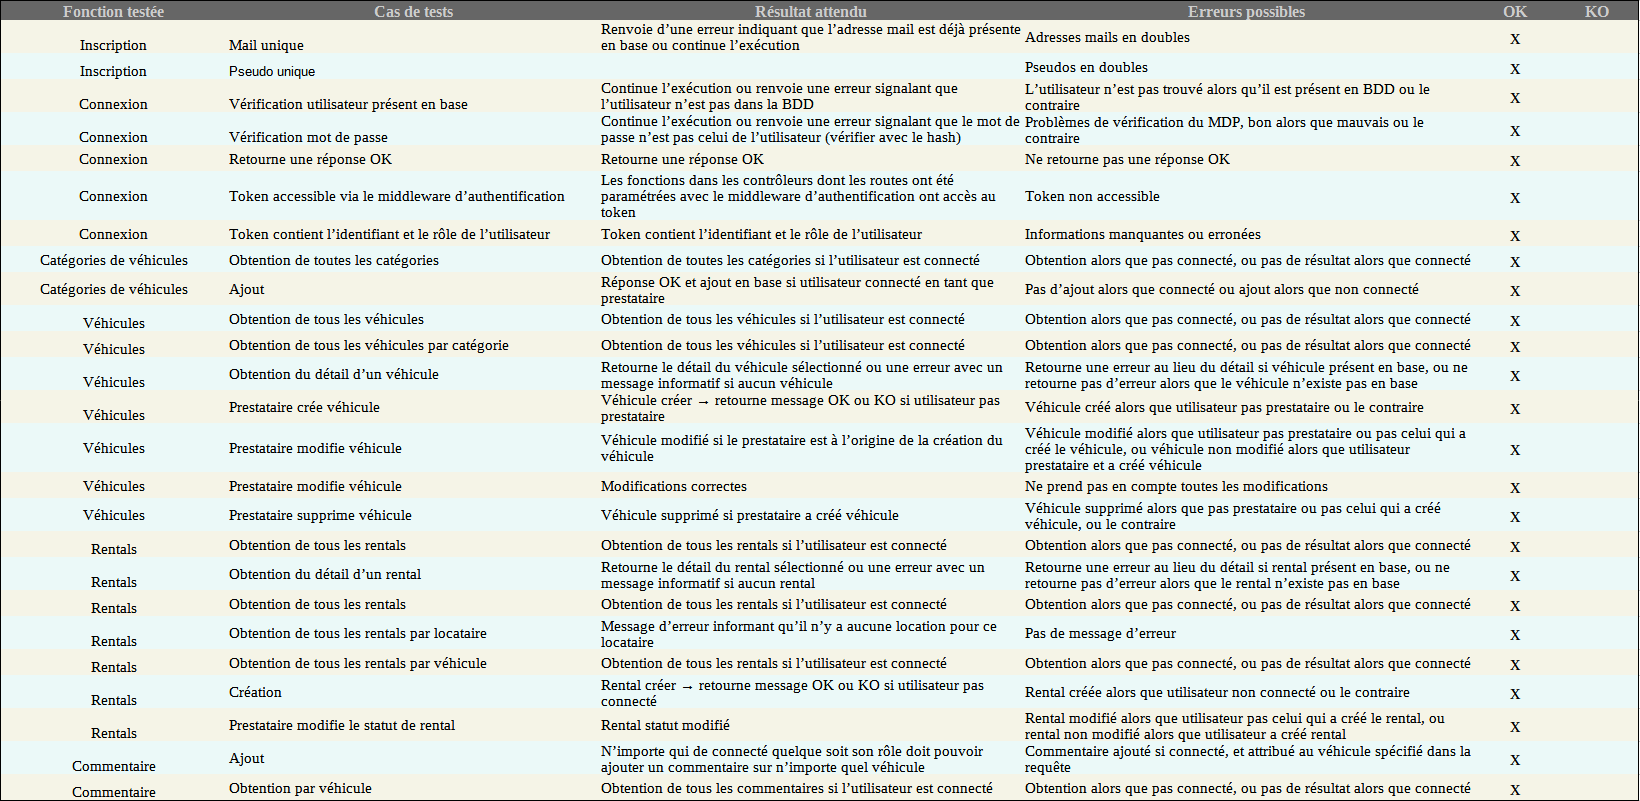 Fonction testée Cas de tests Résultat attendu Erreurs possibles OK KO
Inscription Mail unique Renvoie d’une erreur indiquant que l’adresse mail est déjà présente
en base ou continue l’exécution Adresses mails en doubles X
Inscription Pseudo unique Pseudos en doubles X
Connexion Vérification utilisateur présent en base Continue l’exécution ou renvoie une erreur signalant que
l’utilisateur n’est pas dans la BDD L’utilisateur n’est pas trouvé alors qu’il est présent en BDD ou le
contraire X
Connexion Vérification mot de passe Continue l’exécution ou renvoie une erreur signalant que le mot de
passe n’est pas celui de l’utilisateur (vérifier avec le hash) Problèmes de vérification du MDP, bon alors que mauvais ou le
contraire X
Connexion Retourne une réponse OK Retourne une réponse OK Ne retourne pas une réponse OK X
Connexion Token accessible via le middleware d’authentification Les fonctions dans les contrôleurs dont les routes ont été
paramétrées avec le middleware d’authentification ont accès au
token Token non accessible X
Connexion Token contient l’identifiant et le rôle de l’utilisateur Token contient l’identifiant et le rôle de l’utilisateur Informations manquantes ou erronées X
Catégories de véhicules Obtention de toutes les catégories Obtention de toutes les catégories si l’utilisateur est connecté Obtention alors que pas connecté, ou pas de résultat alors que connecté X
Catégories de véhicules Ajout Réponse OK et ajout en base si utilisateur connecté en tant que
prestataire Pas d’ajout alors que connecté ou ajout alors que non connecté X
Véhicules Obtention de tous les véhicules Obtention de tous les véhicules si l’utilisateur est connecté Obtention alors que pas connecté, ou pas de résultat alors que connecté X
Véhicules Obtention de tous les véhicules par catégorie Obtention de tous les véhicules si l’utilisateur est connecté Obtention alors que pas connecté, ou pas de résultat alors que connecté X
Véhicules Obtention du détail d’un véhicule Retourne le détail du véhicule sélectionné ou une erreur avec un
message informatif si aucun véhicule Retourne une erreur au lieu du détail si véhicule présent en base, ou ne
retourne pas d’erreur alors que le véhicule n’existe pas en base X
Véhicules Prestataire crée véhicule Véhicule créer → retourne message OK ou KO si utilisateur pas
prestataire Véhicule créé alors que utilisateur pas prestataire ou le contraire X
Véhicules Prestataire modifie véhicule Véhicule modifié si le prestataire est à l’origine de la création du
véhicule Véhicule modifié alors que utilisateur pas prestataire ou pas celui qui a
créé le véhicule, ou véhicule non modifié alors que utilisateur
prestataire et a créé véhicule X
Véhicules Prestataire modifie véhicule Modifications correctes Ne prend pas en compte toutes les modifications X
Véhicules Prestataire supprime véhicule Véhicule supprimé si prestataire a créé véhicule Véhicule supprimé alors que pas prestataire ou pas celui qui a créé
véhicule, ou le contraire X
Rentals Obtention de tous les rentals Obtention de tous les rentals si l’utilisateur est connecté Obtention alors que pas connecté, ou pas de résultat alors que connecté X
Rentals Obtention du détail d’un rental Retourne le détail du rental sélectionné ou une erreur avec un
message informatif si aucun rental Retourne une erreur au lieu du détail si rental présent en base, ou ne
retourne pas d’erreur alors que le rental n’existe pas en base X
Rentals Obtention de tous les rentals Obtention de tous les rentals si l’utilisateur est connecté Obtention alors que pas connecté, ou pas de résultat alors que connecté X
Rentals Obtention de tous les rentals par locataire Message d’erreur informant qu’il n’y a aucune location pour ce
locataire Pas de message d’erreur X
Rentals Obtention de tous les rentals par véhicule Obtention de tous les rentals si l’utilisateur est connecté Obtention alors que pas connecté, ou pas de résultat alors que connecté X
Rentals Création Rental créer → retourne message OK ou KO si utilisateur pas
connecté Rental créée alors que utilisateur non connecté ou le contraire X
Rentals Prestataire modifie le statut de rental Rental statut modifié Rental modifié alors que utilisateur pas celui qui a créé le rental, ou
rental non modifié alors que utilisateur a créé rental X
Commentaire Ajout N’importe qui de connecté quelque soit son rôle doit pouvoir
ajouter un commentaire sur n’importe quel véhicule Commentaire ajouté si connecté, et attribué au véhicule spécifié dans la
requête X
Commentaire Obtention par véhicule Obtention de tous les commentaires si l’utilisateur est connecté Obtention alors que pas connecté, ou pas de résultat alors que connecté X